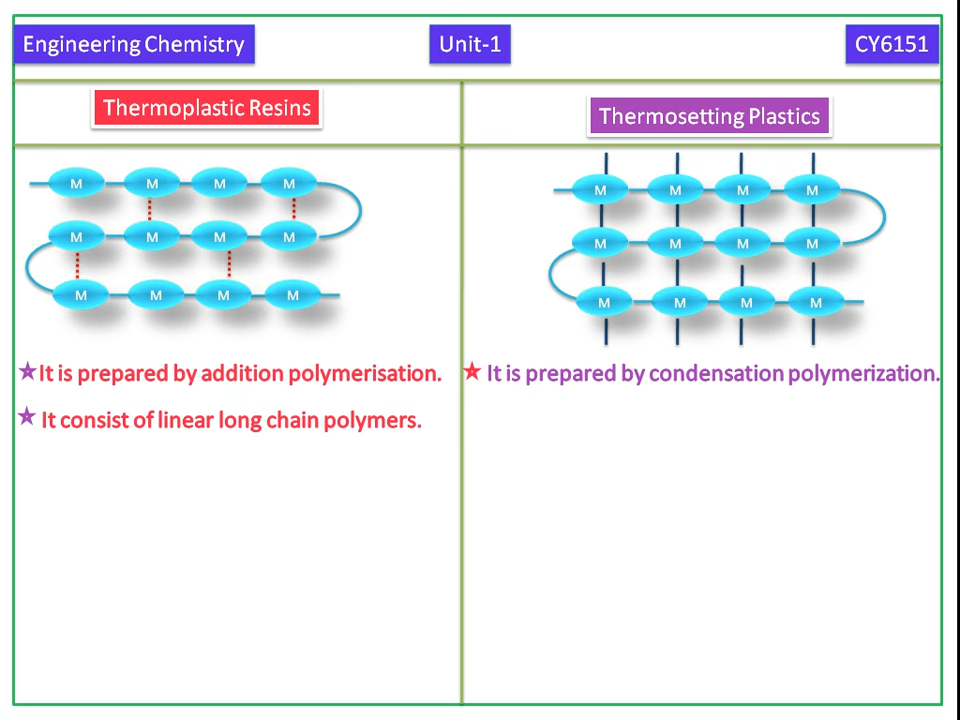 Engineering Chemistry
Unit-1
CY6151
Thermoplastic Resins
Thermosetting Plastics
M M M M
M M M M
M M M M
M M M M
M M M M
M M M M
It is prepared by addition polymerisation.
It consist of linear long chain polymers.
It is prepared by condensation polymerization.